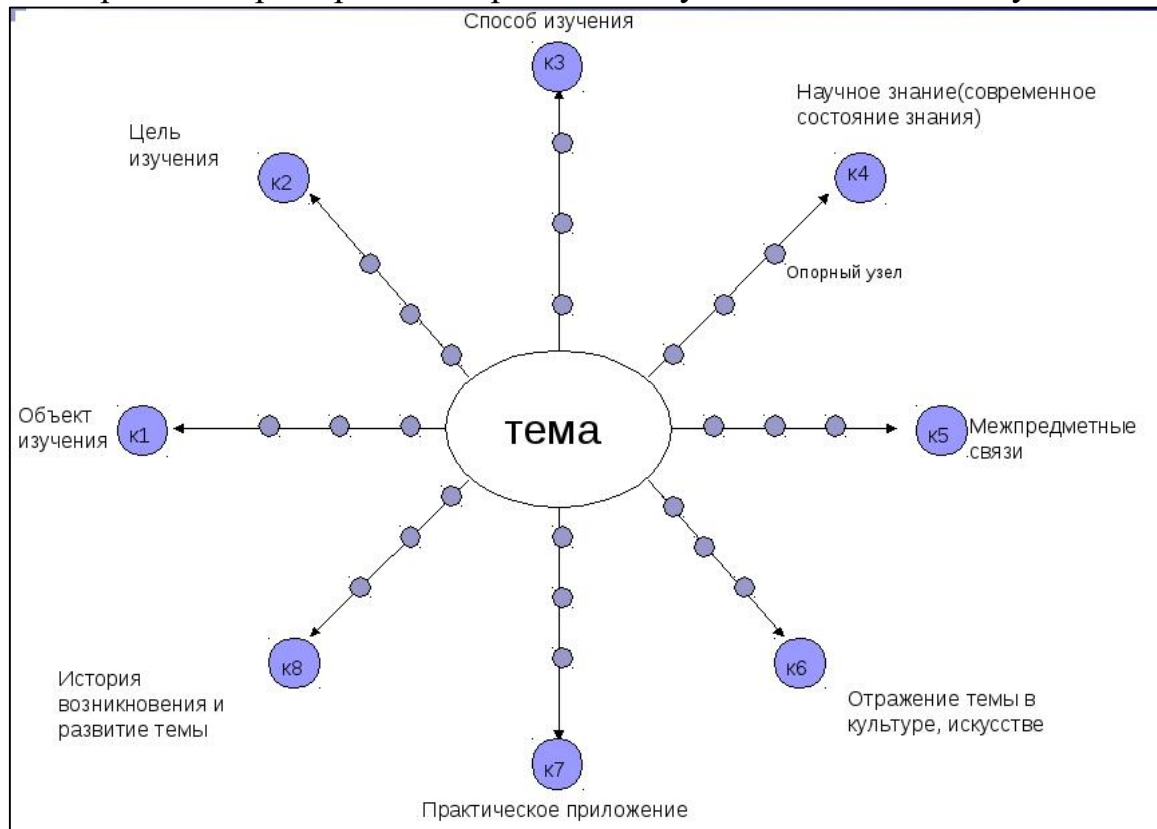 Способ изучения
к3
Научное знание(современное
состояние знания)
Цель
изучения
к2
к4
Опорный узел
Объект
изучения
к1
тема
к5
Межпредметные
связи
к8
к6
История
возникновения и
развитие темы
Отражение темы в
культуре, искусстве
к7
Практическое приложение